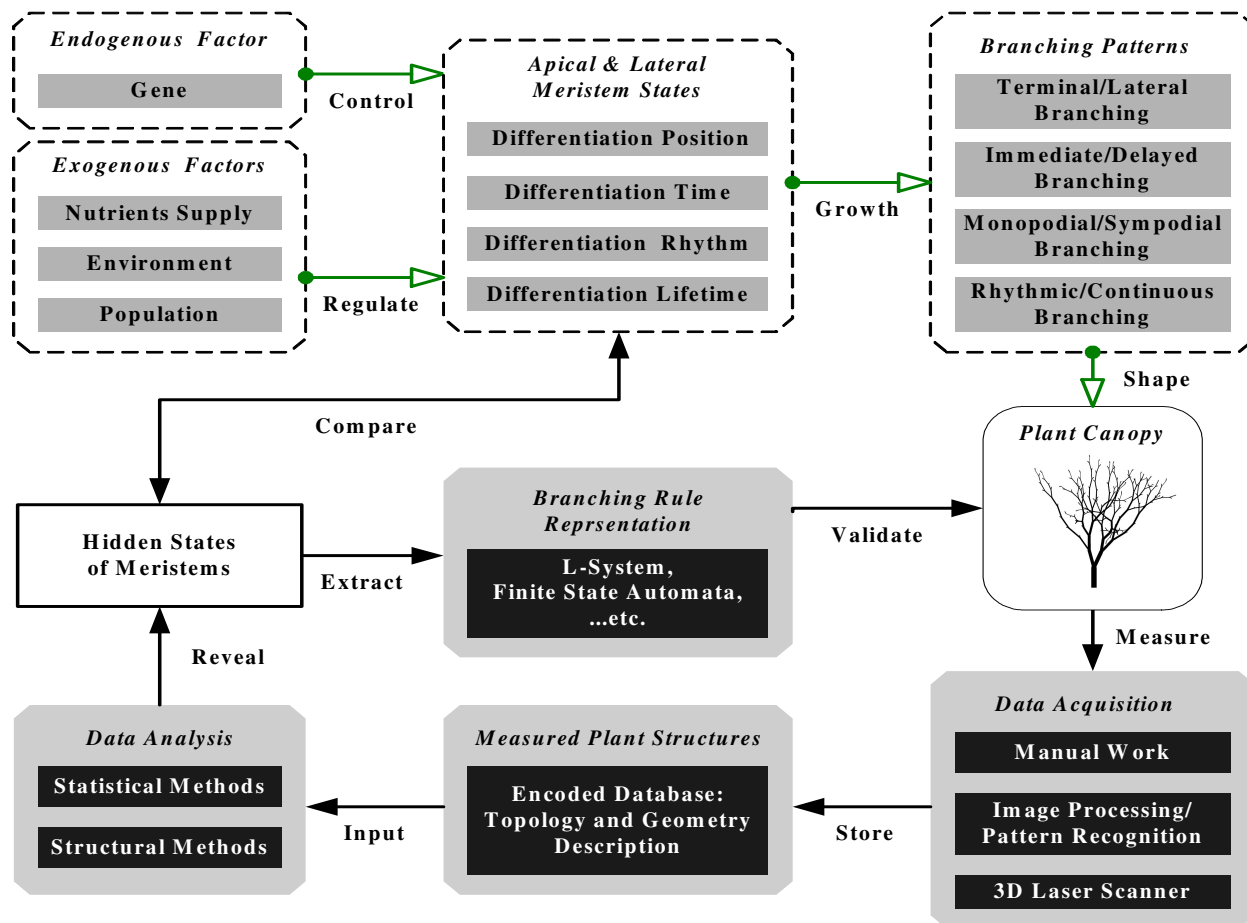 Endogenous Factor
Gene
Control
Exogenous Factors
Nutrients Supply
Environment
Population
Regulate
Apical & Lateral
Meristem States
Differentiation Position
Differentiation Time
Differentiation Rhythm
Differentiation Lifetime
Growth
Branching Patterns
Terminal/Lateral
Branching
Immediate/Delayed
Branching
Monopodial/Sympodial
Branching
Rhythmic/Continuous
Branching
Shape
Compare
Plant Canopy
Hidden States
of Meristems
Extract
Branching Rule
Reprsentation
L-System,
Finite State Automata,
...etc.
Validate
Measure
Reveal
Data Analysis
Statistical Methods
Structural Methods
Input
Measured Plant Structures
Encoded Database:
Topology and Geometry
Description
Store
Data Acquisition
Manual Work
Image Processing/
Pattern Recognition
3D Laser Scanner